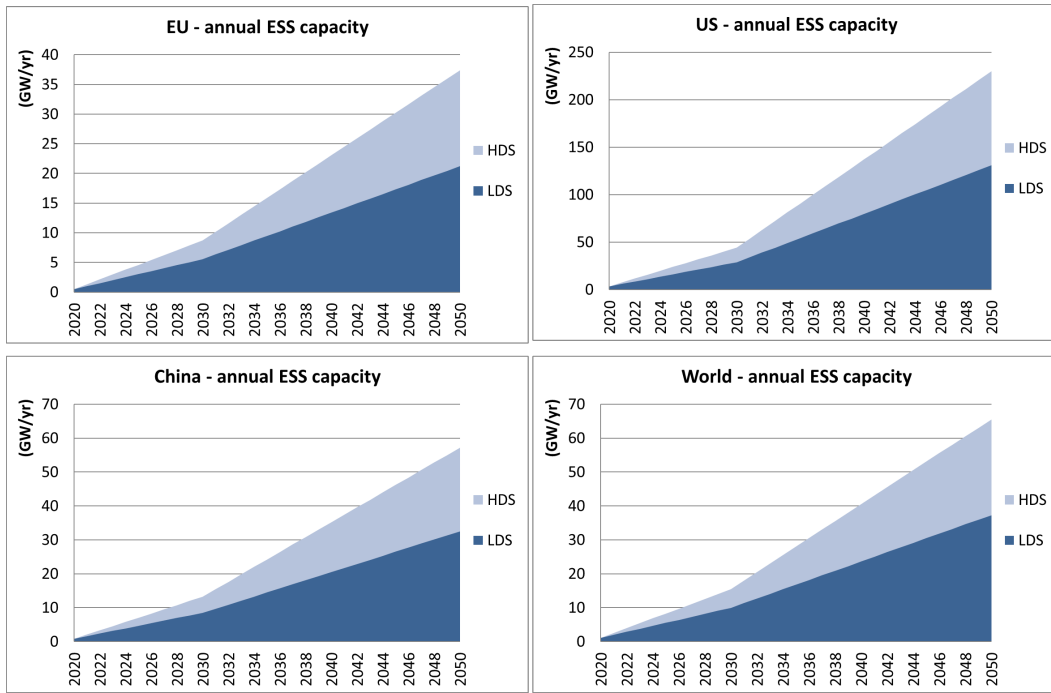 EU - annual ESS capacity
(GW/yr)
40
35
30
25
20
15
10
5
0
2020 2022 2024 2026 2028 2030 2032 2034 2036 2038 2040 2042 2044 2046 2048 2050
HDS
LDS
US - annual ESS capacity
(GW/yr)
250
200
150
100
50
0
2020 2022 2024 2026 2028 2030 2032 2034 2036 2038 2040 2042 2044 2046 2048 2050
HDS
LDS
China - annual ESS capacity
(GW/yr)
70
60
50
40
30
20
10
0
2020 2022 2024 2026 2028 2030 2032 2034 2036 2038 2040 2042 2044 2046 2048 2050
HDS
LDS
World - annual ESS capacity
(GW/yr)
70
60
50
40
30
20
10
0
2020 2022 2024 2026 2028 2030 2032 2034 2036 2038 2040 2042 2044 2046 2048 2050
HDS
LDS